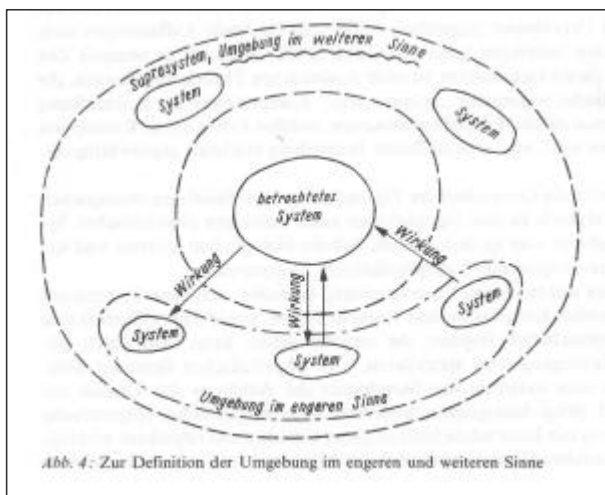 Suprasystem, Umgebung im weiteren Sinne
System
System
betrachtetes
System
Wirkung
Wirkung
Wirkung
System
System
System
Umgebung im engeren Sinne
Abb. 4: Zur Definition der Umgebung im engeren und weiteren Sinne